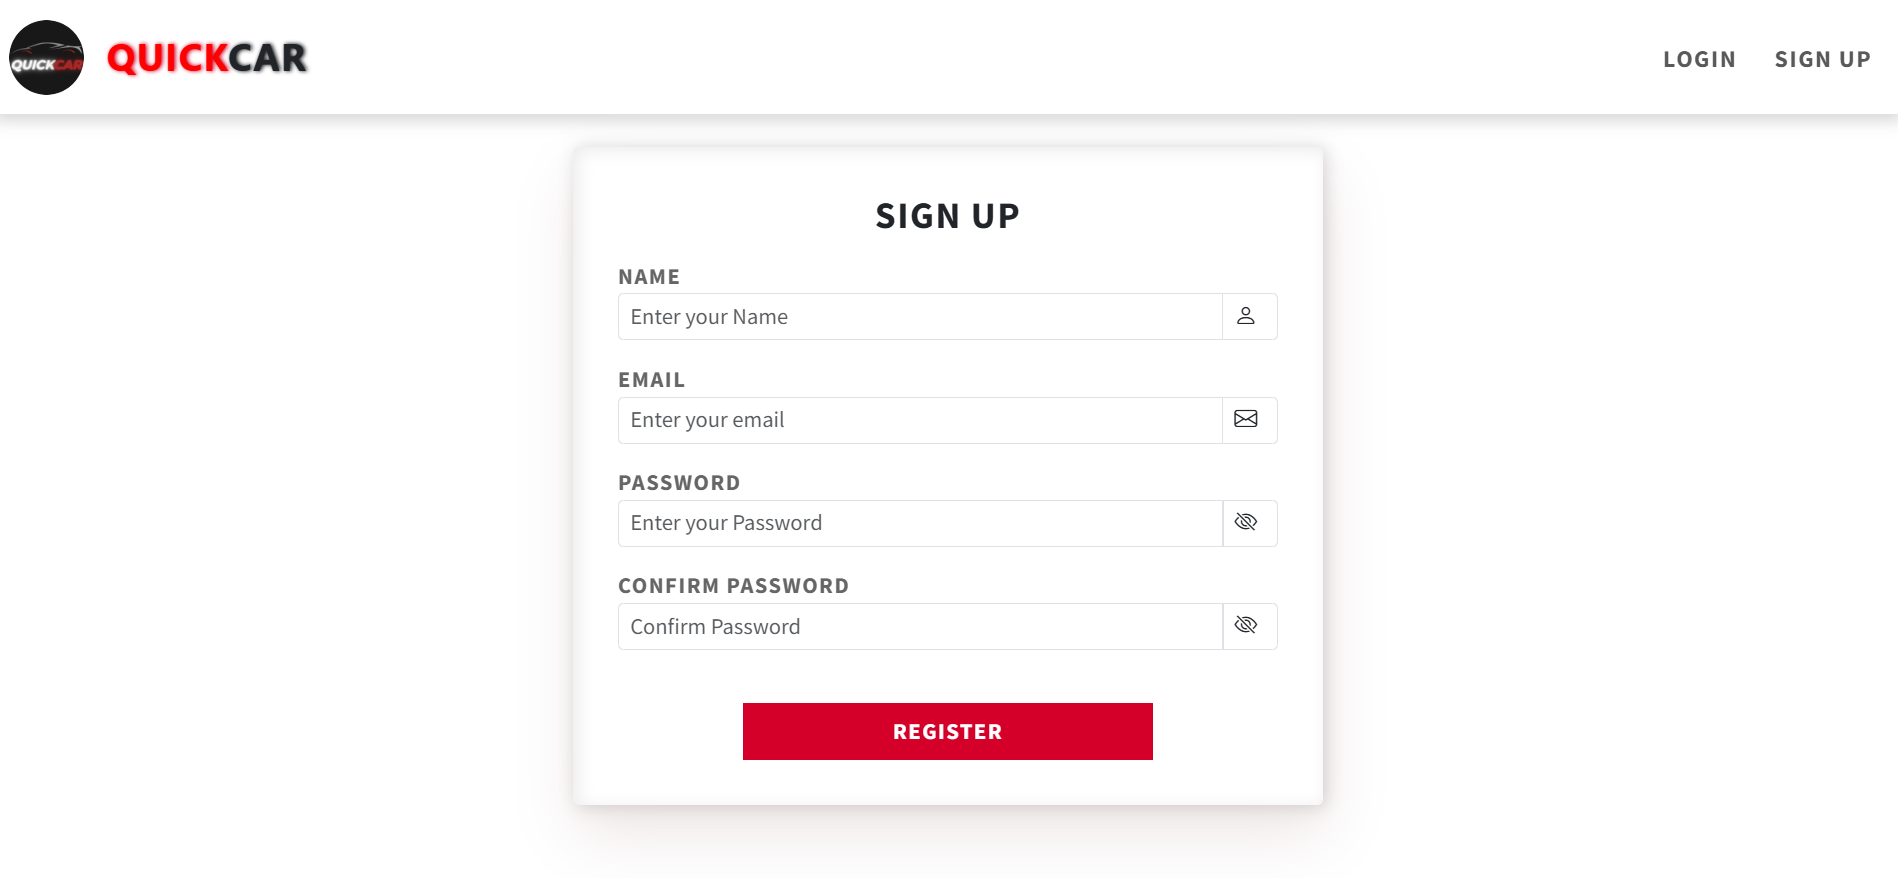 QUICKCAR
QUICKCAR
LOGIN
SIGN UP
SIGN UP
NAME
Enter your Name
EMAIL
Enter your email
PASSWORD
Enter your Password
CONFIRM PASSWORD
Confirm Password
REGISTER